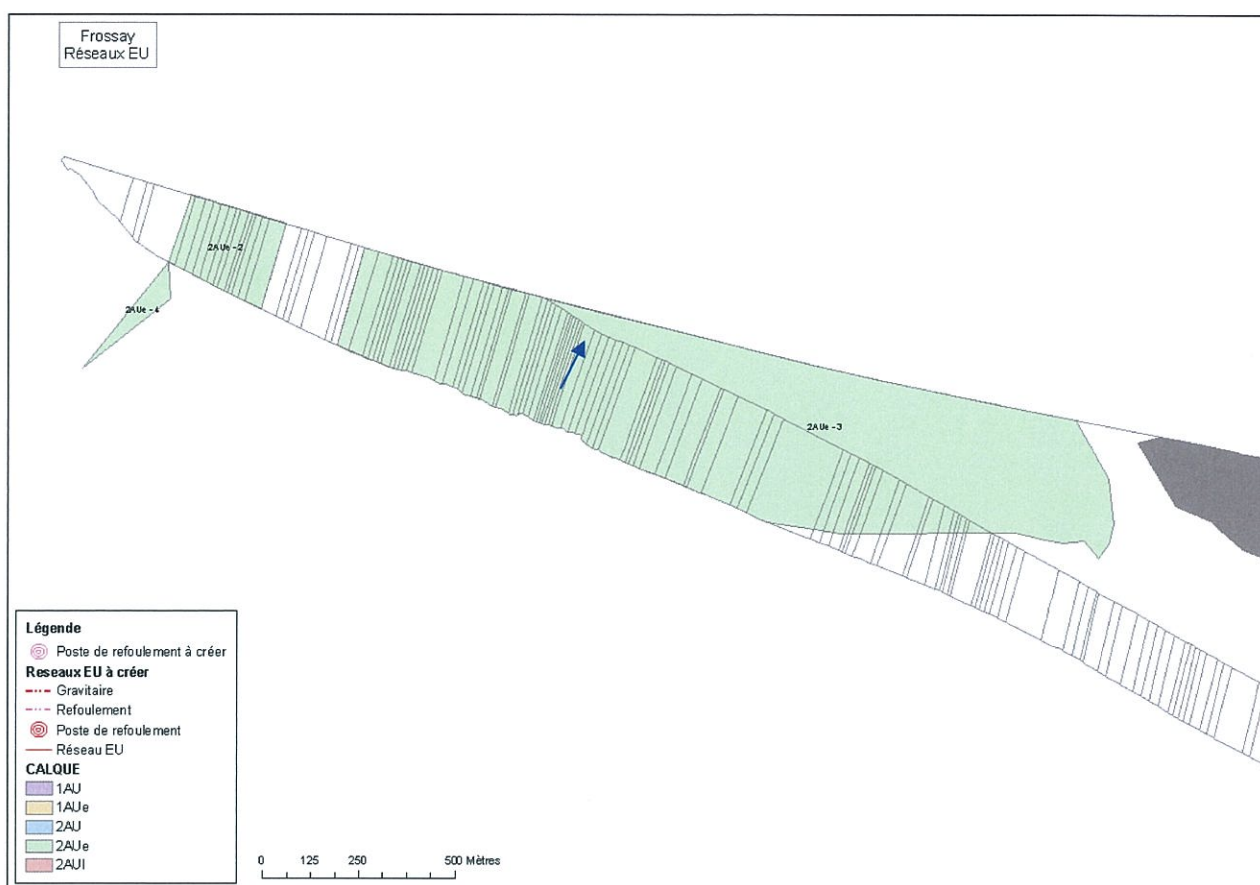 Frossay
Réseaux EU
2AUe - 2
2AUe - 4
2AUe - 3
Légende
Poste de refoulement à créer
Reseaux EU à créer
Gravitaire
Refoulement
Poste de refoulement
Réseau EU
CALQUE
1AU
1AUe
2AU
2AUe
2AUl
0 125 250 500 Mètres